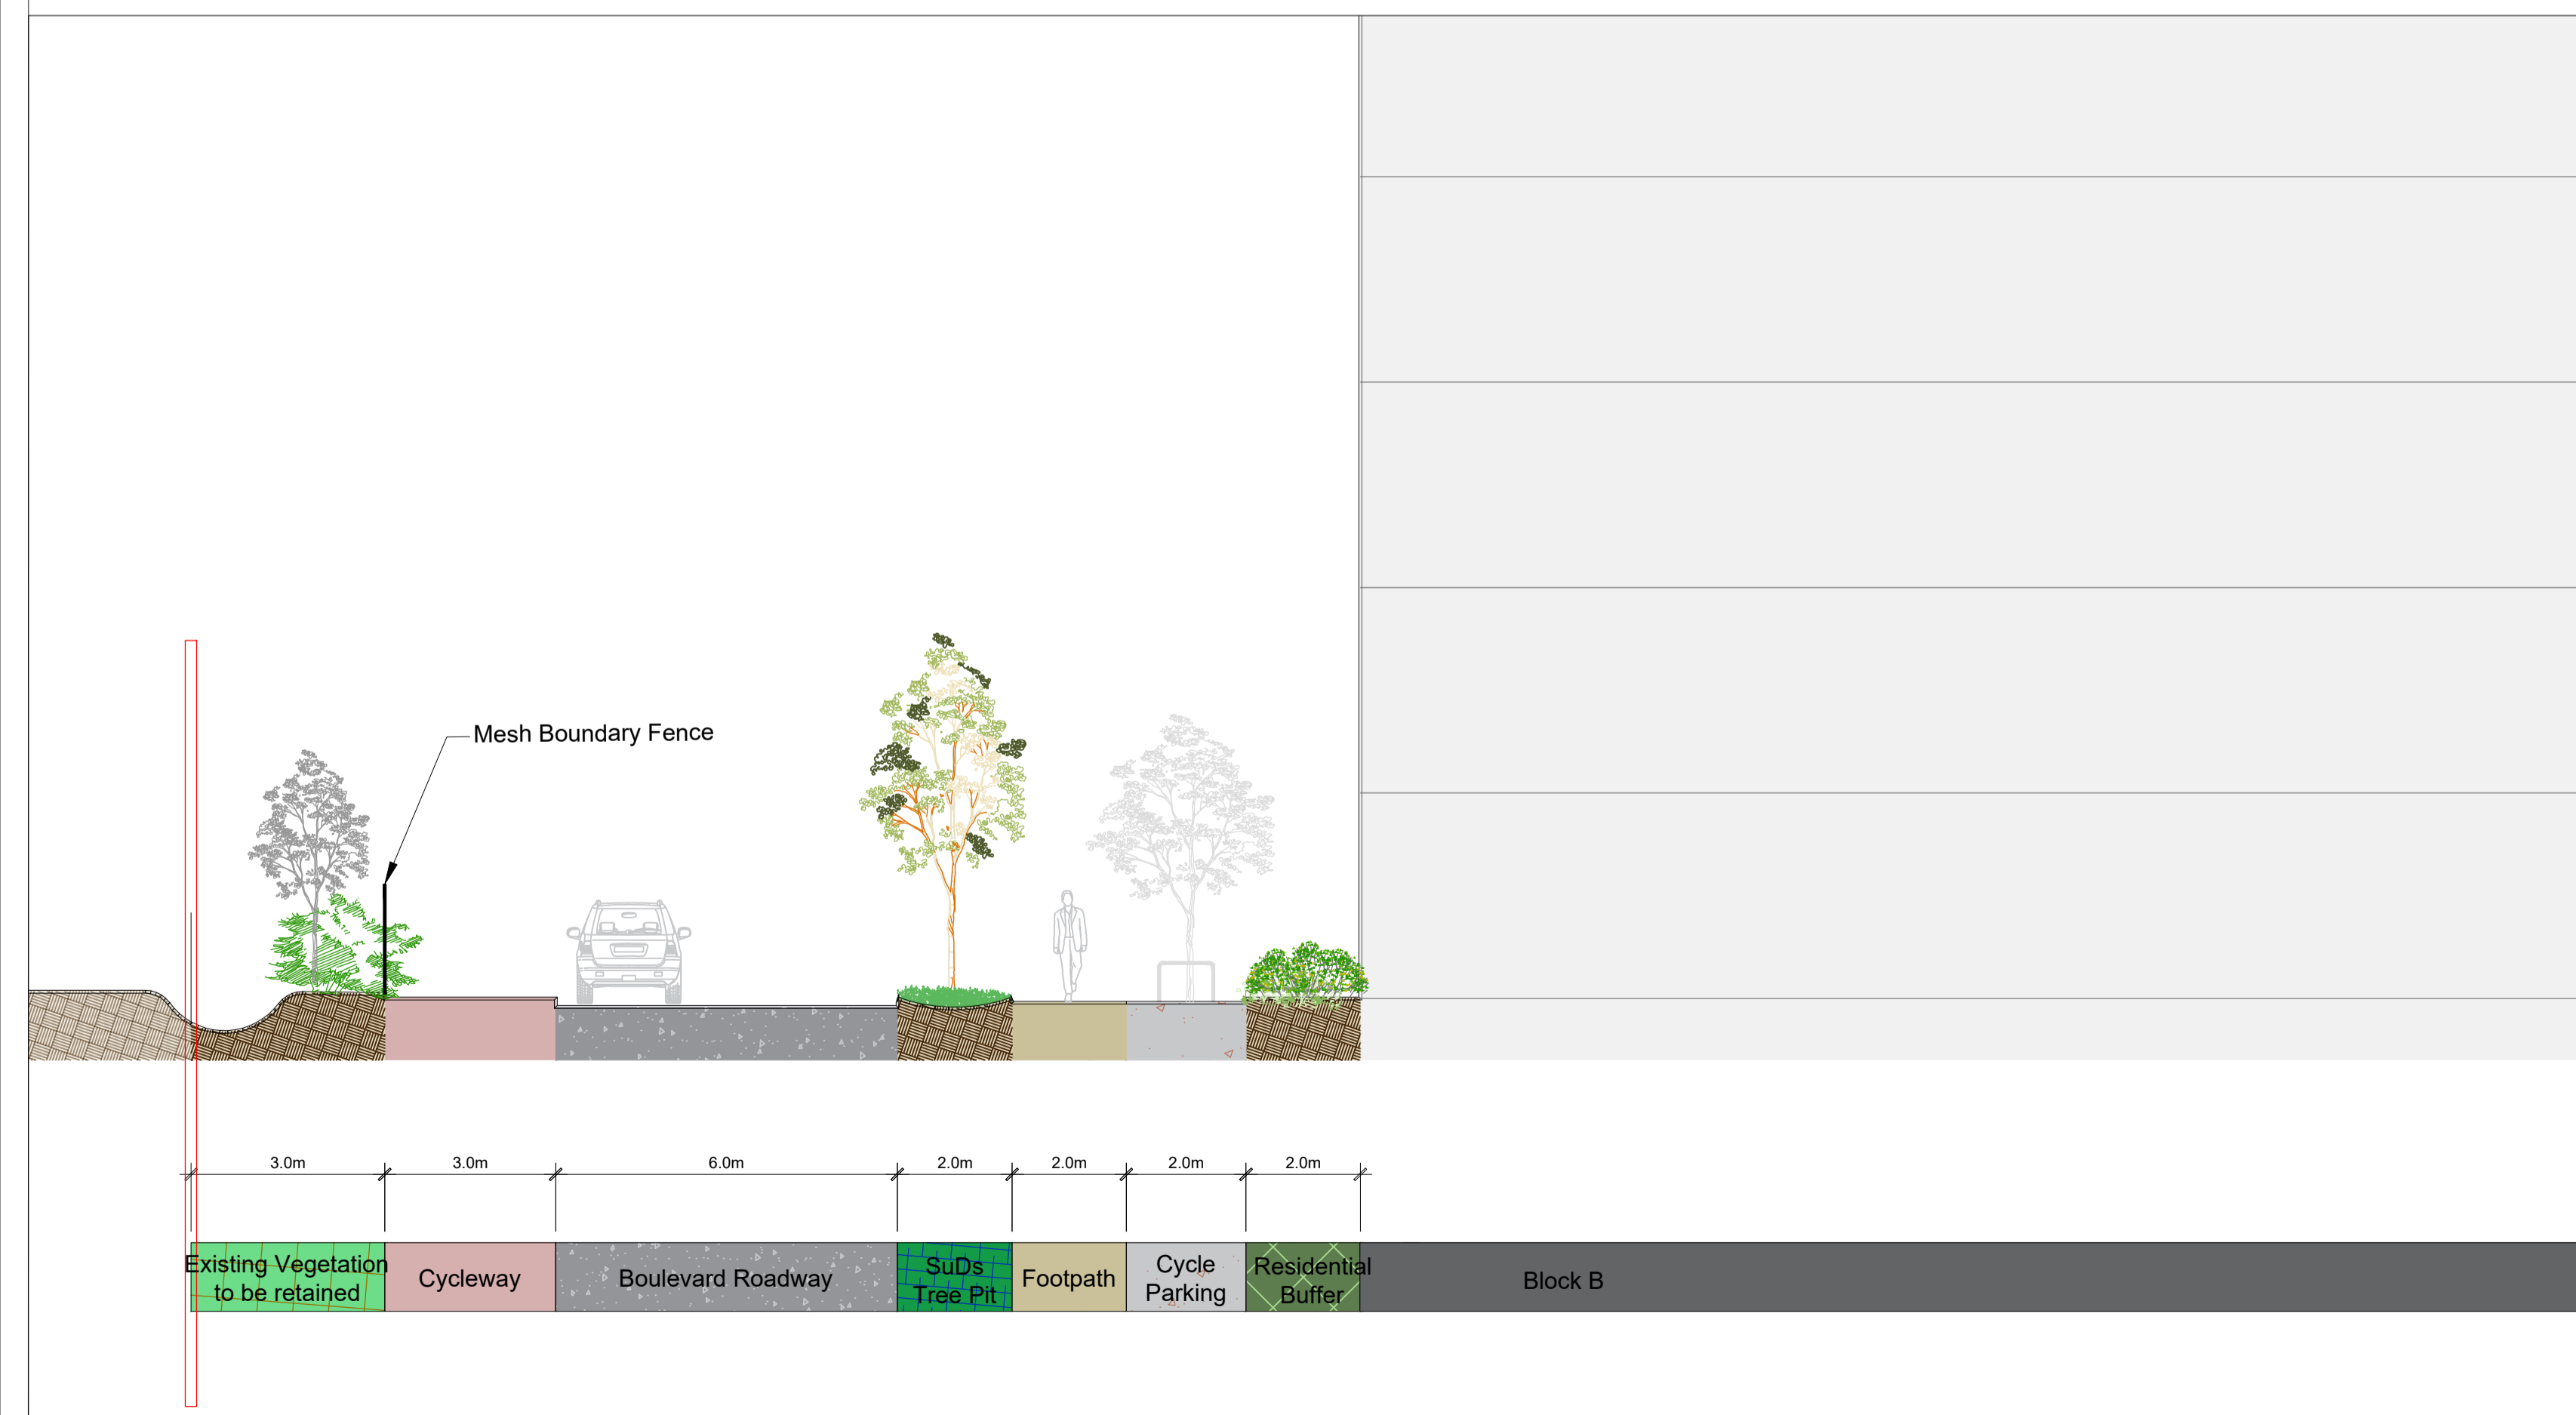 Mesh Boundary Fence
3.0m
3.0m
6.0m
2.0m
2.0m
2.0m
2.0m
Existing Vegetation
to be retained
Cycleway
Boulevard Roadway
SuDs
Tree Pit
Footpath
Cycle
Parking
Residential
Buffer
Block B